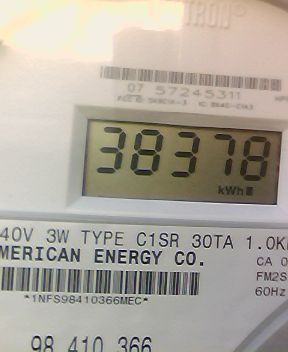 TRON®
07 57245311
38378
kWh
40V 3W TYPE C1SR 30TA 1.0K
MERICAN ENERGY CO.
CA 0
FM2S
*1NFS98410366MEC*
60Hz
98 410 366